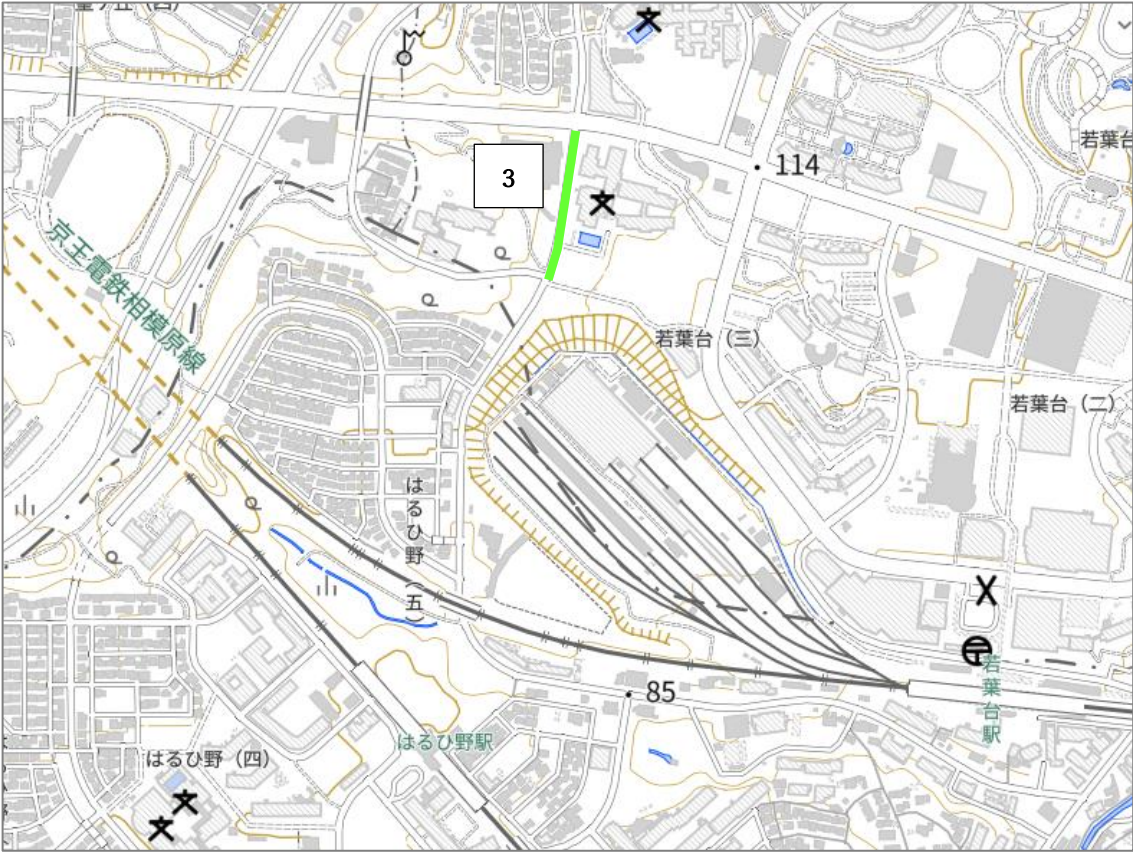 3
114
若葉台
京王電鉄相模原線
若葉台（三）
若葉台（二）
はるひ野（五）
85
若葉台駅
はるひ野駅
はるひ野（四）